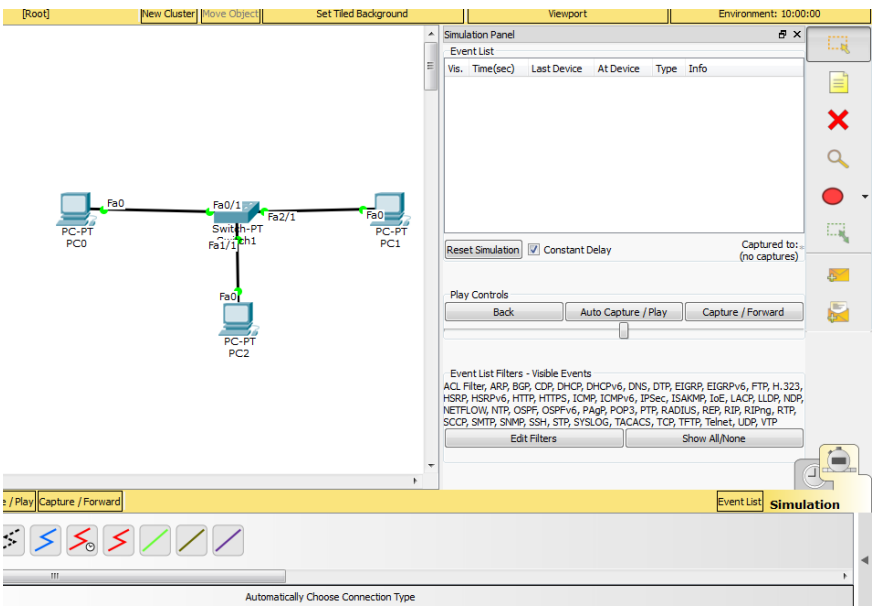 [Root]
New Cluster
Move Object
Set Tiled Background
Viewport
Environment: 10:00:00
Simulation Panel
Event List
Vis. Time(sec) Last Device At Device Type Info
Fa0
Fa0/1
Fa2/1
Fa0
PC-PT
PC0
Switch-PT
Fa1/1
PC-PT
PC1
Fa0
PC-PT
PC2
Reset Simulation
Constant Delay
Captured to:
(no captures)
Play Controls
Back
Auto Capture / Play
Capture / Forward
Event List Filters - Visible Events
ACL Filter, ARP, BGP, CDP, DHCP, DHCPv6, DNS, DTP, EIGRP, EIGRPv6, FTP, H.323,
HSRP, HSRPv6, HTTP, HTTPS, ICMP, ICMPv6, IPSec, ISAKMP, IoE, LACP, LLDP, NDP,
NETFLOW, NTP, OSPF, OSPFv6, PAgP, POP3, PTP, RADIUS, REP, RIP, RIPng, RTP,
SCCP, SMTP, SNMP, SSH, STP, SYSLOG, TACACS, TCP, TFTP, Telnet, UDP, VTP
Edit Filters
Show All/None
e / Play
Capture / Forward
Event List
Simulation
Automatically Choose Connection Type